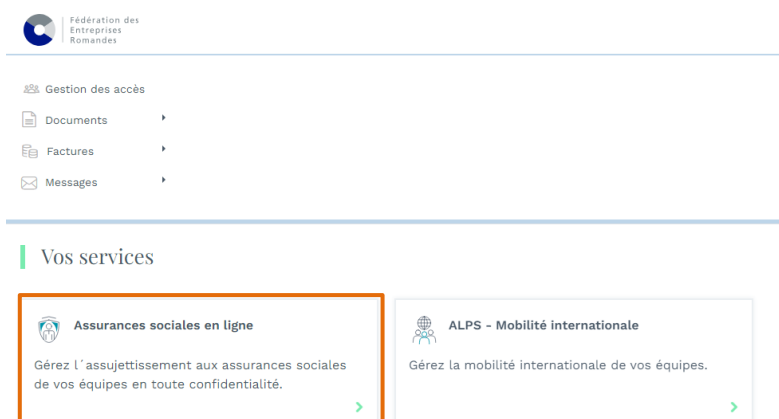 Fédération des
Entreprises
Romandes
Gestion des accès
Documents
Factures
Messages
Vos services
Assurances sociales en ligne
Gérez l´assujettissement aux assurances sociales
de vos équipes en toute confidentialité.
ALPS - Mobilité internationale
Gérez la mobilité internationale de vos équipes.